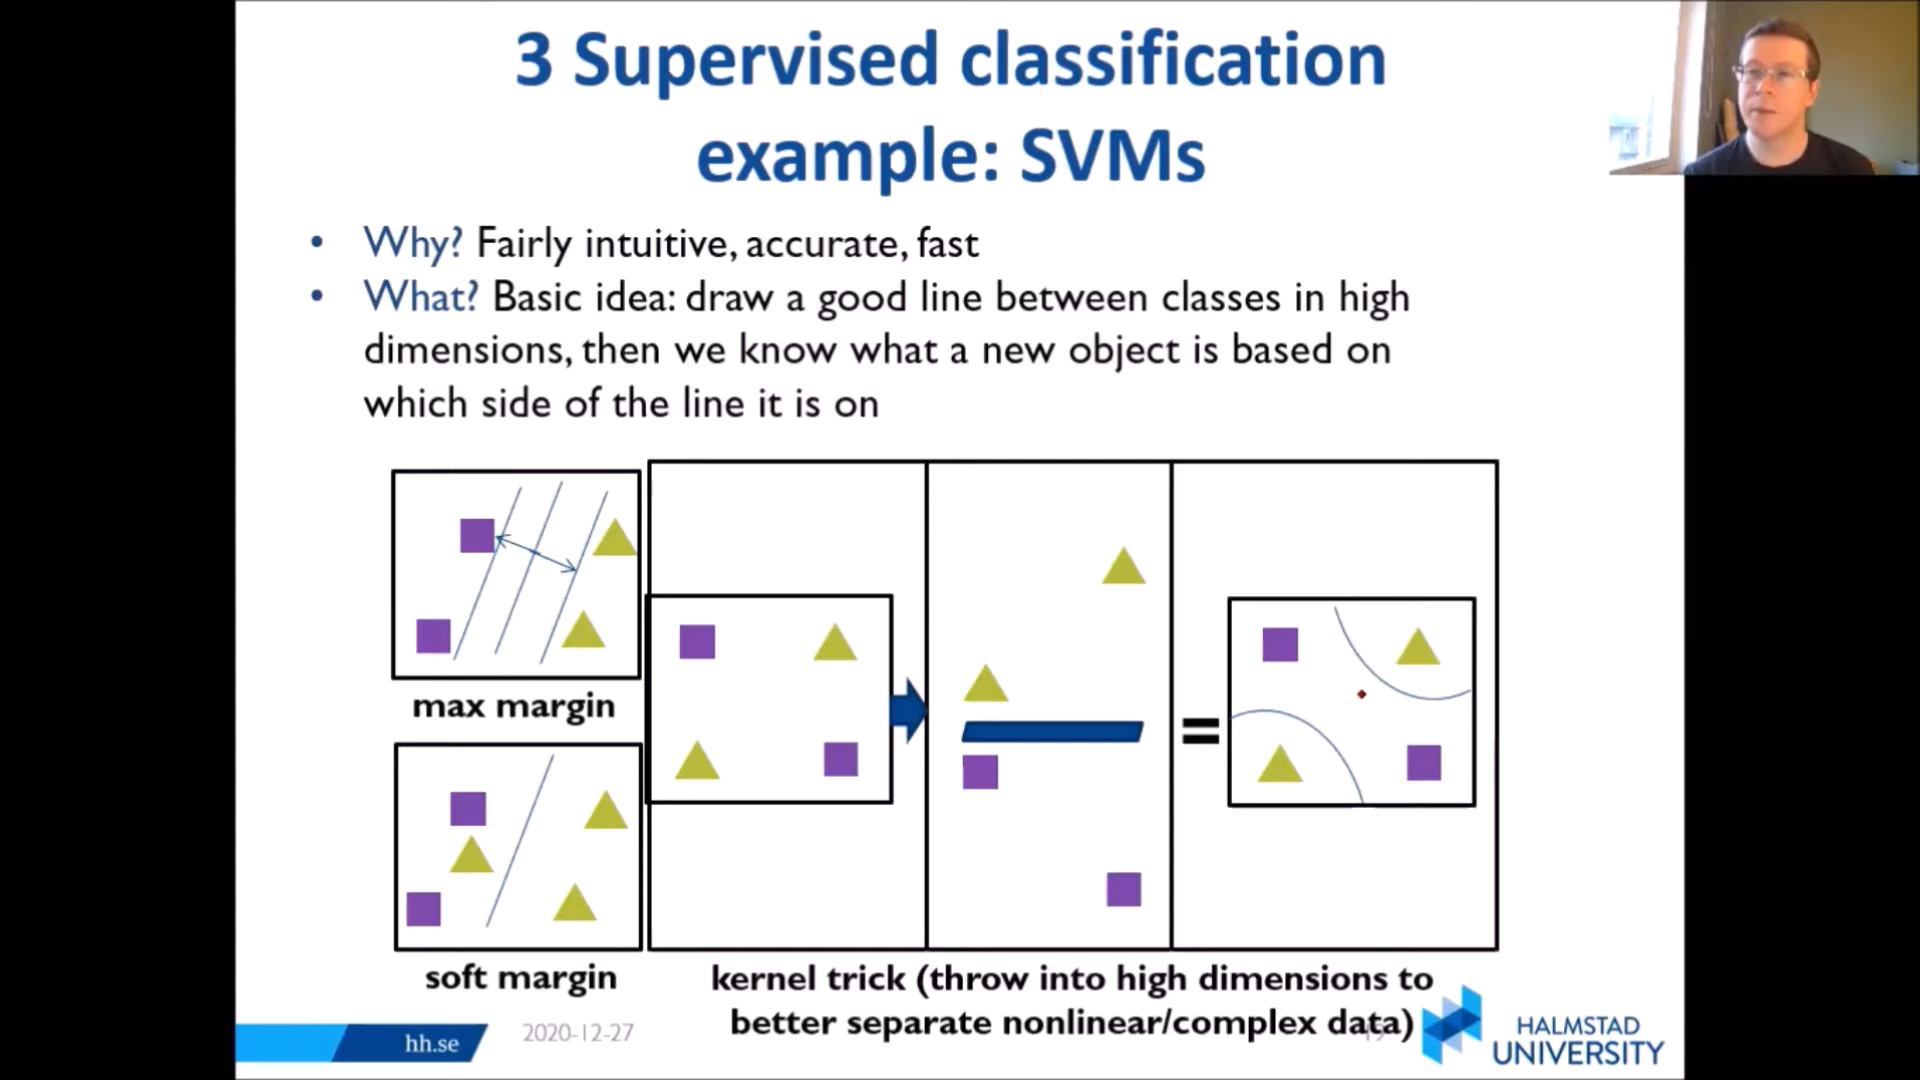 3 Supervised classification
example: SVMs
• Why? Fairly intuitive, accurate, fast
• What? Basic idea: draw a good line between classes in high
dimensions, then we know what a new object is based on
which side of the line it is on
max margin
=
soft margin
kernel trick (throw into high dimensions to
better separate nonlinear/complex data)
hh.se
2020-12-27
HALMSTAD
UNIVERSITY